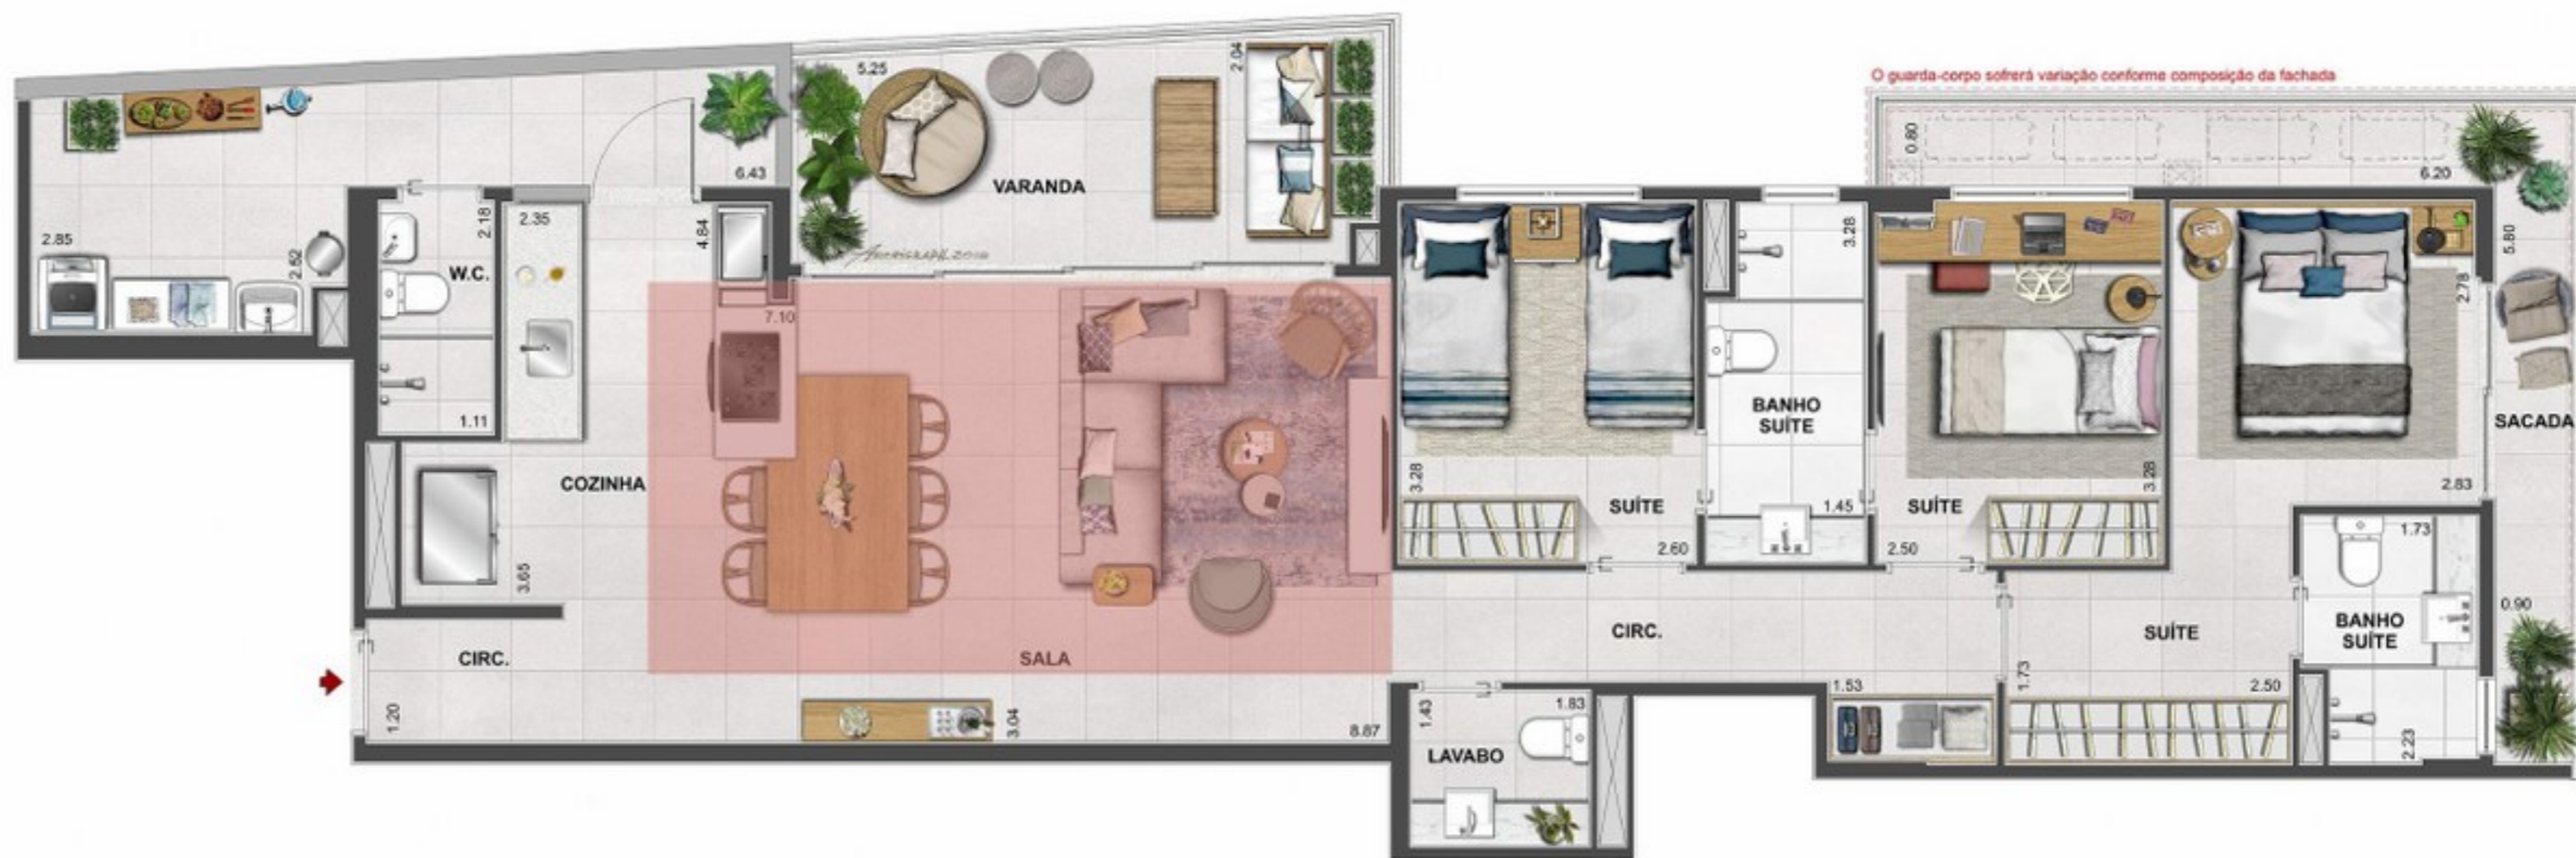 O guarda-corpo sofrerá variação conforme composição da fachada
5.25
2.04
VARANDA
6.43
0.80
6.20
2.85
2.62
2.18
W.C.
1.11
2.35
4.84
7.10
COZINHA
3.65
CIRC.
1.20
SALA
3.04
8.87
3.28
SUÍTE
2.60
3.28
BANHO
SUÍTE
1.45
SUÍTE
2.50
3.28
CIRC.
1.43
1.83
LAVABO
1.53
1.73
SUÍTE
2.50
2.78
2.83
5.80
SACADA
0.90
1.73
BANHO
SUÍTE
2.23